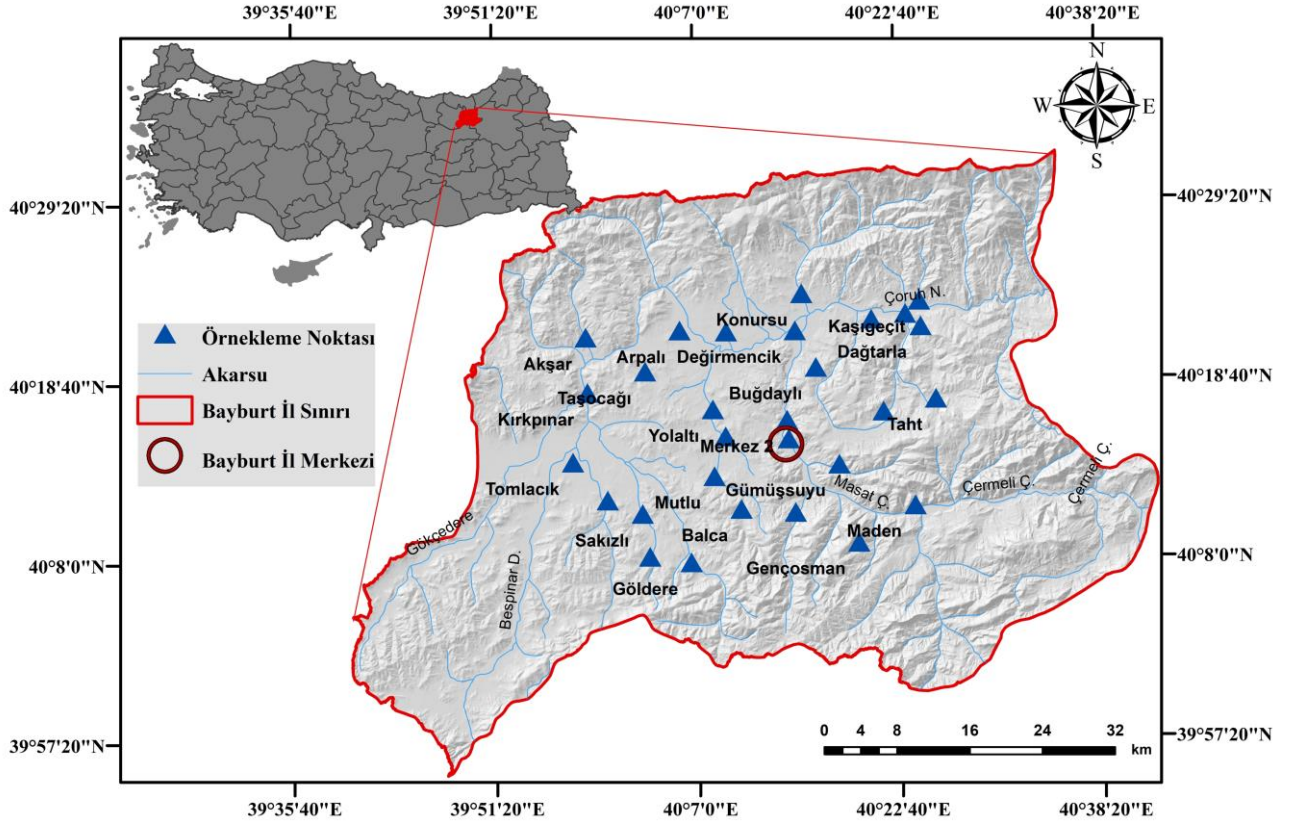 39°35'40"E
39°51'20"E
40°7'0"E
40°22'40"E
40°38'20"E
N
W
E
S
40°29'20"N
40°29'20"N
Örnekleme Noktası
Akarsu
Bayburt İl Sınırı
Bayburt İl Merkezi
Çoruh N.
Konursu
Kaşıgeçit
Akşar
Arpalı
Değirmencik
Dağtarla
40°18'40"N
40°18'40"N
Taşocağı
Buğdaylı
Kırkpınar
Taht
Yolaltı
Merkez 2
Tomlacık
Gümüşsuyu
Masat Ç.
Çermeli Ç.
Çermeli Ç.
Mutlu
Balca
Maden
Sakızlı
Gökçedere
Gençosman
40°8'0"N
40°8'0"N
Göldere
Bespinar D.
39°57'20"N
39°57'20"N
0 4 8 16 24 32
km
39°35'40"E
39°51'20"E
40°7'0"E
40°22'40"E
40°38'20"E